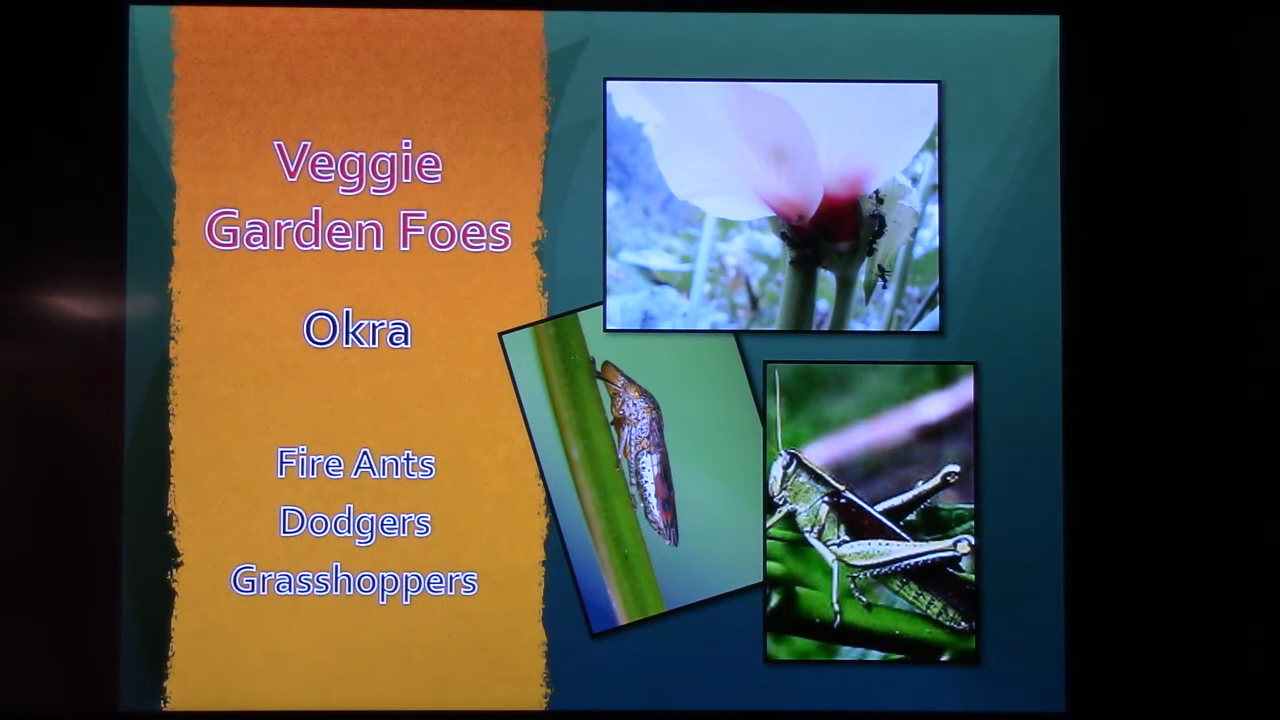 Veggie
Garden Foes
Okra
Fire Ants
Dodgers
Grasshoppers